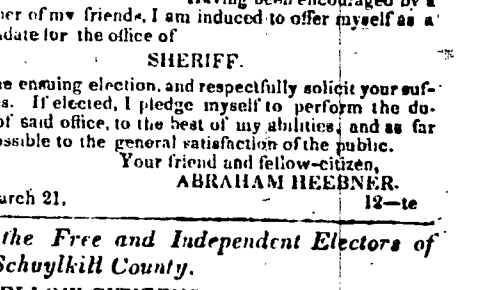 Having been encouraged by a
ber of my friends, I am induced to offer myself as a
didate for the office of
SHERIFF.
he ensuing election, and respectfully solicit your suf-
s. If elected, I pledge myself to perform the du-
of said office, to the best of my abilities, and as far
ossible to the general satisfaction of the public.
Your friend and fellow-citizen,
ABRAHAM HEEBNER.
arch 21. 12—te
the Free and Independent Electors of
Schuylkill County.